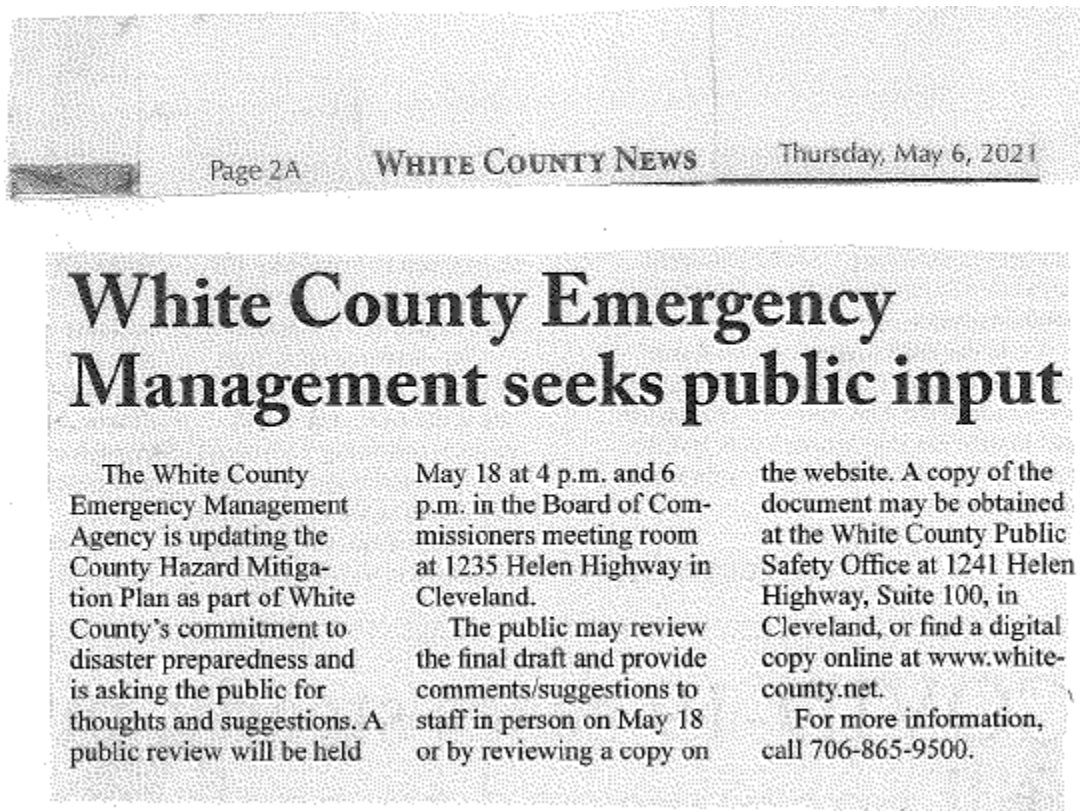 Page 2A
WHITE COUNTY NEWS
Thursday, May 6, 2021
White County Emergency
Management seeks public input
The White County
Emergency Management
Agency is updating the
County Hazard Mitiga-
tion Plan as part of White
County's commitment to
disaster preparedness and
is asking the public for
thoughts and suggestions. A
public review will be held
May 18 at 4 p.m. and 6
p.m. in the Board of Com-
missioners meeting room
at 1235 Helen Highway in
Cleveland.
The public may review
the final draft and provide
comments/suggestions to
staff in person on May 18
or by reviewing a copy on
the website. A copy of the
document may be obtained
at the White County Public
Safety Office at 1241 Helen
Highway, Suite 100, in
Cleveland, or find a digital
copy online at www.white-
county.net.
For more information,
call 706-865-9500.